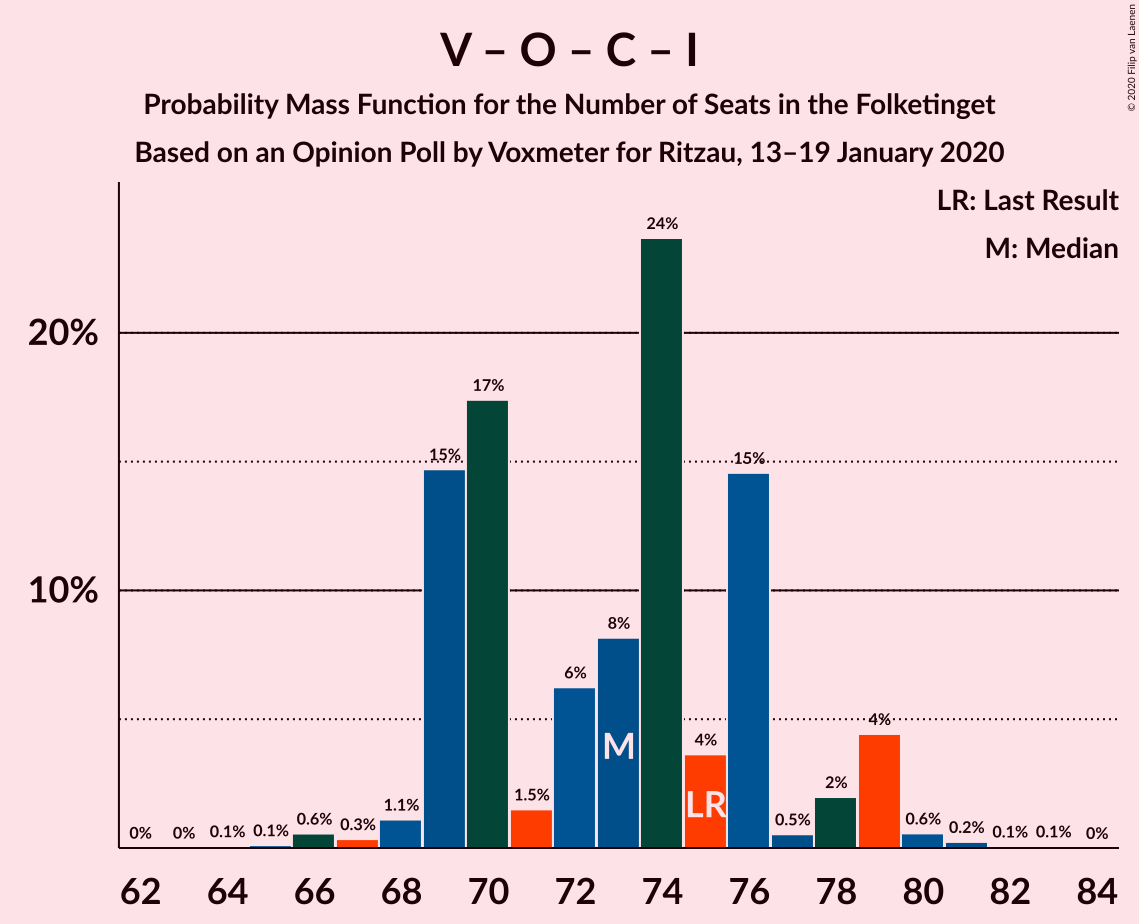 V – O – C – I
Probability Mass Function for the Number of Seats in the Folketinget
Based on an Opinion Poll by Voxmeter for Ritzau, 13–19 January 2020
© 2020 Filip van Laenen
LR: Last Result
M: Median
20%
10%
0% 0% 0.1% 0.1% 0.6% 0.3% 1.1% 15% 17% 1.5% 6% 8% 24% 4% 15% 0.5% 2% 4% 0.6% 0.2% 0.1% 0.1% 0%
M
LR
62 64 66 68 70 72 74 76 78 80 82 84